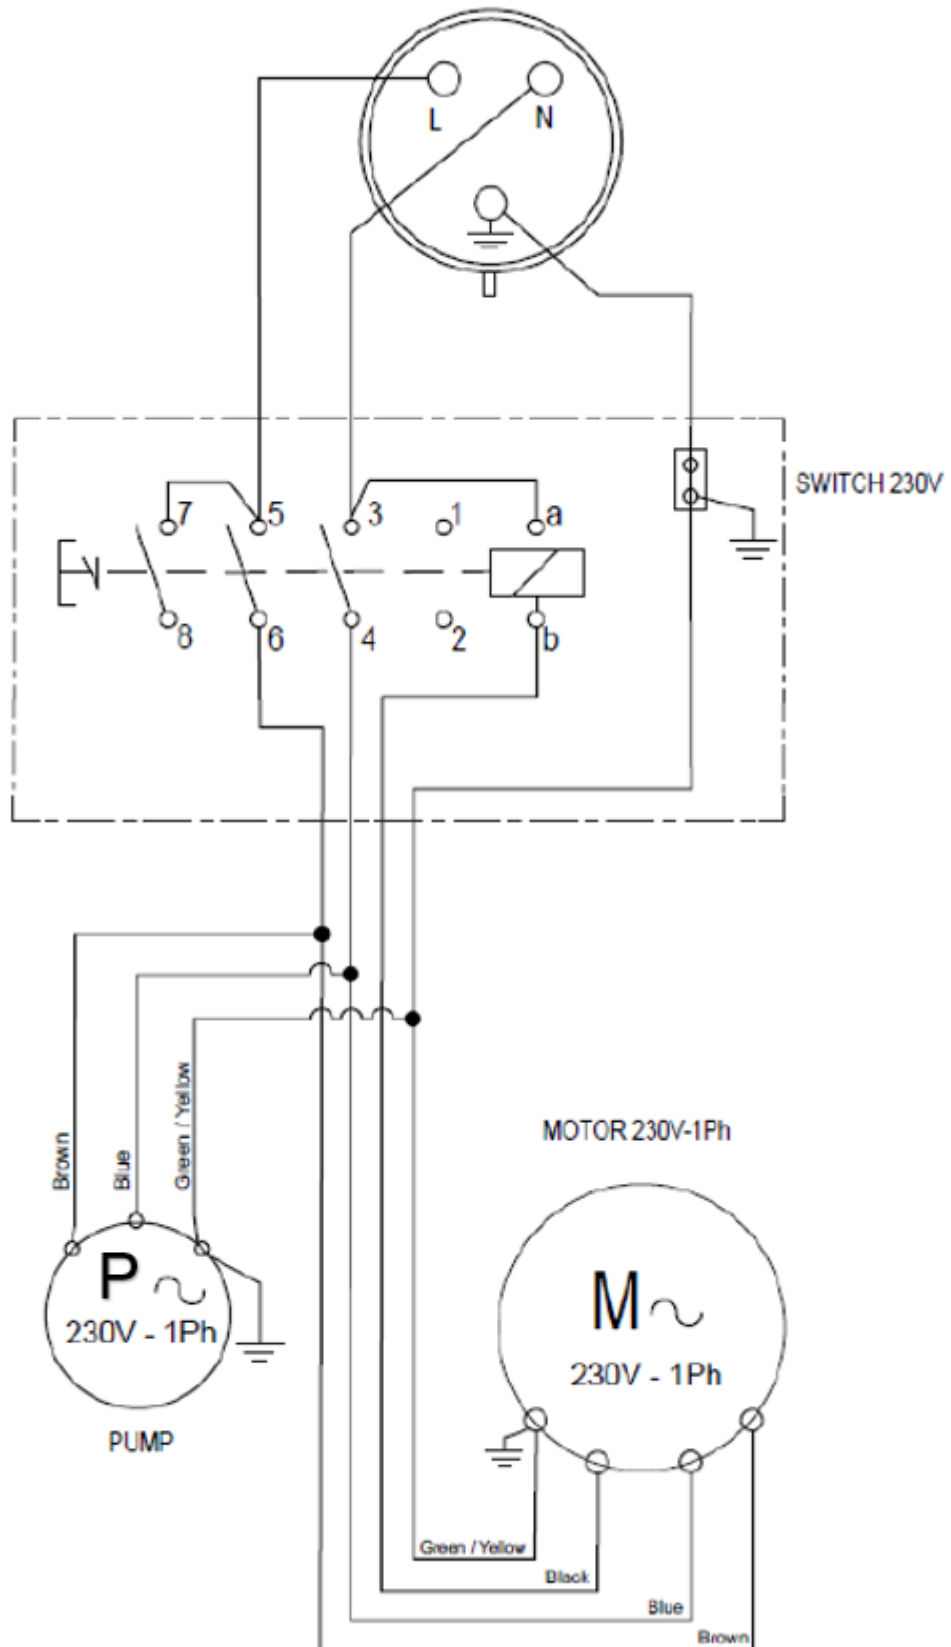 L N
SWITCH 230V
7 5 3 1 a
8 6 4 2 b
Brown
Blue
Green / Yellow
MOTOR 230V-1Ph
P
230V - 1Ph
PUMP
M
230V - 1Ph
Green / Yellow
Black
Blue
Brown